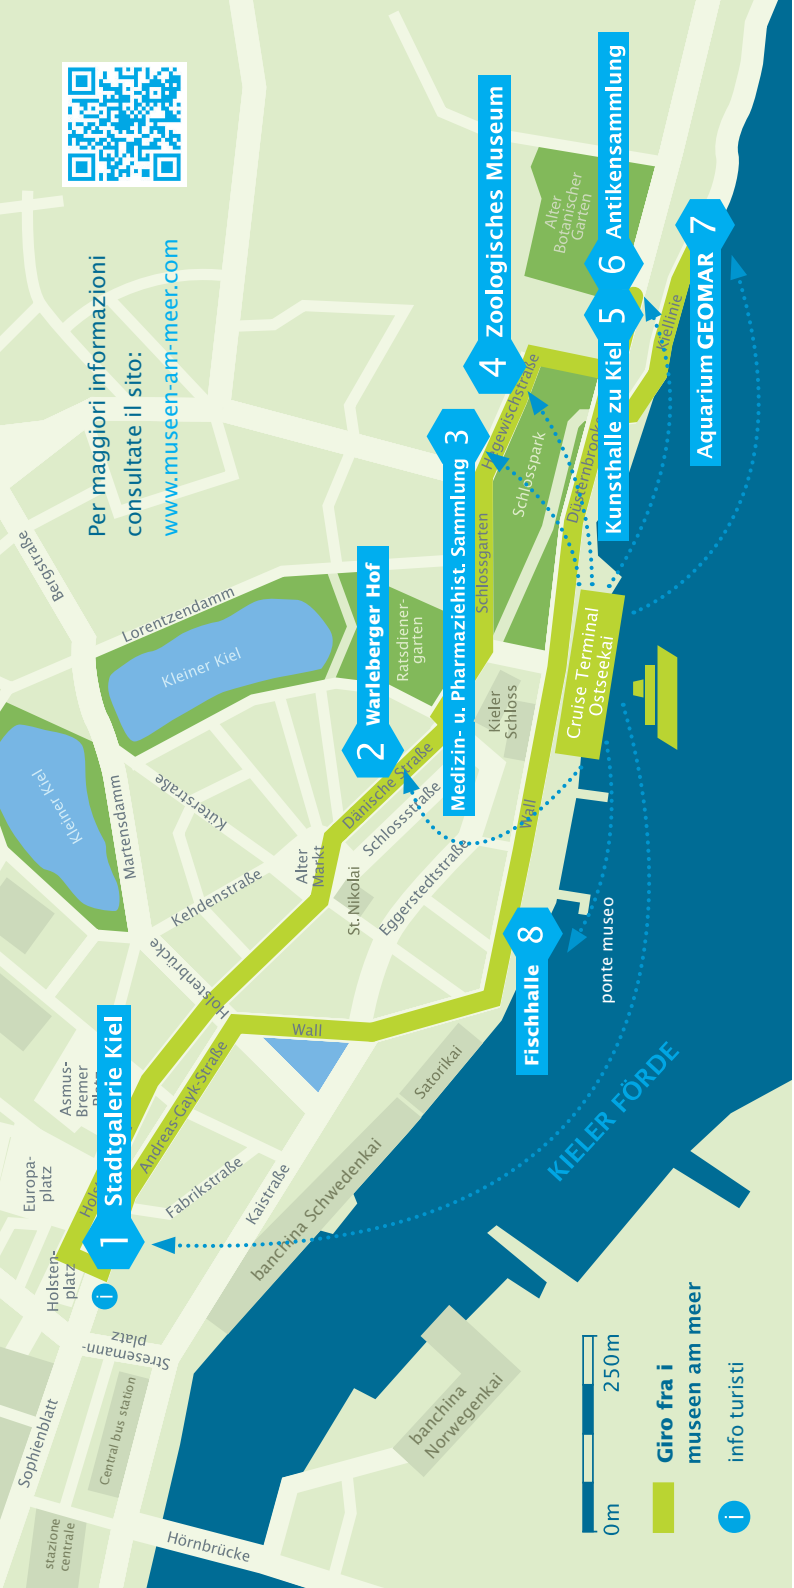 Per maggiori informazioni
consultate il sito:
www.museen-am-meer.com
Bergstraße
Lorentzendamm
Kleiner Kiel
Kleiner Kiel
Martensdamm
Küterstraße
Kehdenstraße
Holstenbrücke
Alter
Markt
St. Nikolai
Dänische Straße
Schlossstraße
Eggerstedtstraße
Ratsdiener-
garten
Kieler
Schloss
Schlossgarten
Schlosspark
Hegewischstraße
Alter
Botanischer
Garten
Düsternbrooker
Kiellinie
1 Stadtgalerie Kiel
2 Warleberger Hof
Medizin- u. Pharmaziehist. Sammlung 3
4 Zoologisches Museum
Kunsthalle zu Kiel 5
6 Antikensammlung
Aquarium GEOMAR 7
Fischhalle 8
ponte museo
Cruise Terminal
Ostseekai
Wall
Wall
Asmus-
Bremer
Platz
Europa-
platz
Holsten-
platz
Andreas-Gayk-Straße
Fabrikstraße
Kaistraße
Satorikai
banchina Schwedenkai
KIELER FÖRDE
i
Stresemann-
platz
Sophienblatt
Central bus station
stazione
centrale
Hörnbrücke
banchina
Norwegenkai
0 m 250 m
Giro fra i
museen am meer
i info turisti